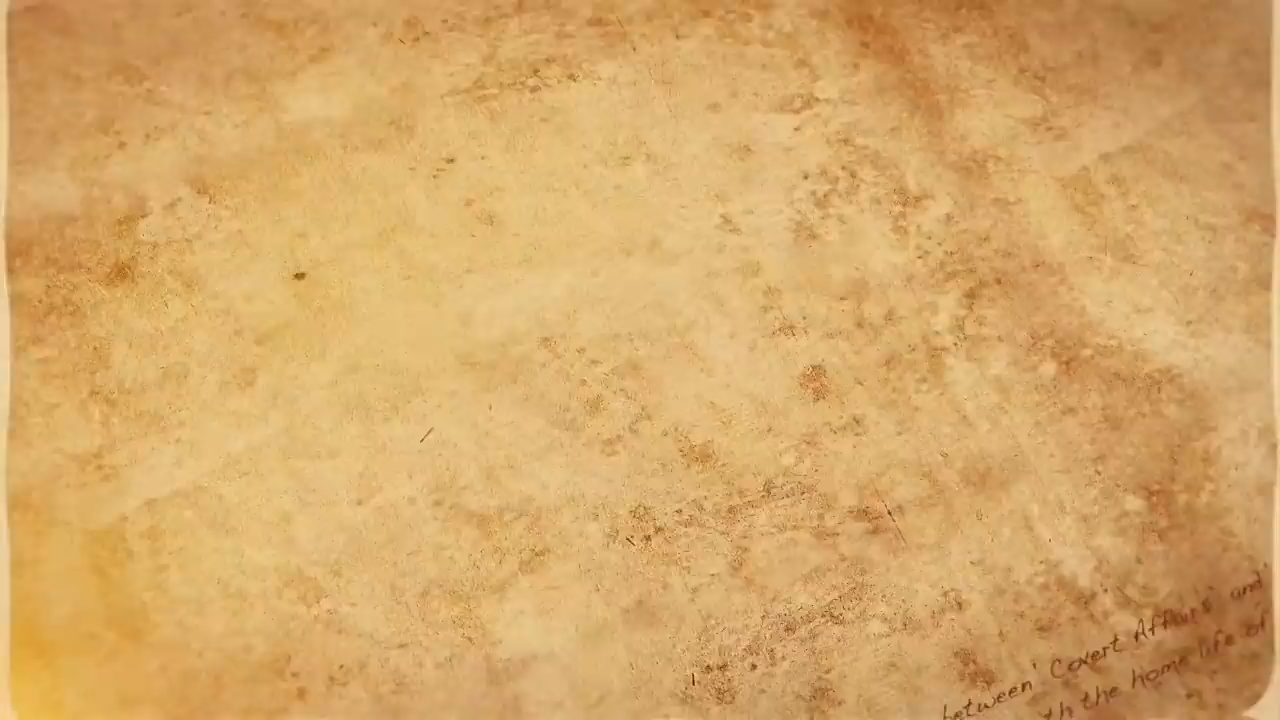 between 'Covert Affairs' and'
th the home life of